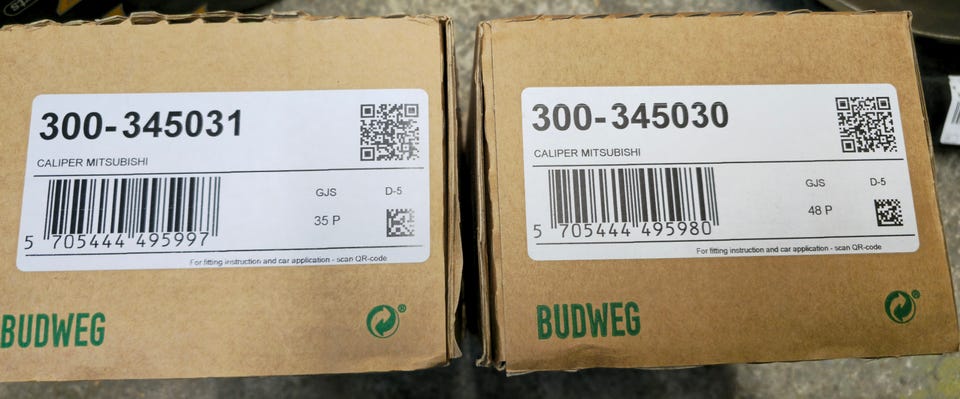 300-345031
CALIPER MITSUBISHI
GJS D-5
35 P
5 705444 495997
For fitting instruction and car application - scan QR-code
BUDWEG
®
300-345030
CALIPER MITSUBISHI
GJS D-5
48 P
5 705444 495980
For fitting instruction and car application - scan QR-code
BUDWEG
®